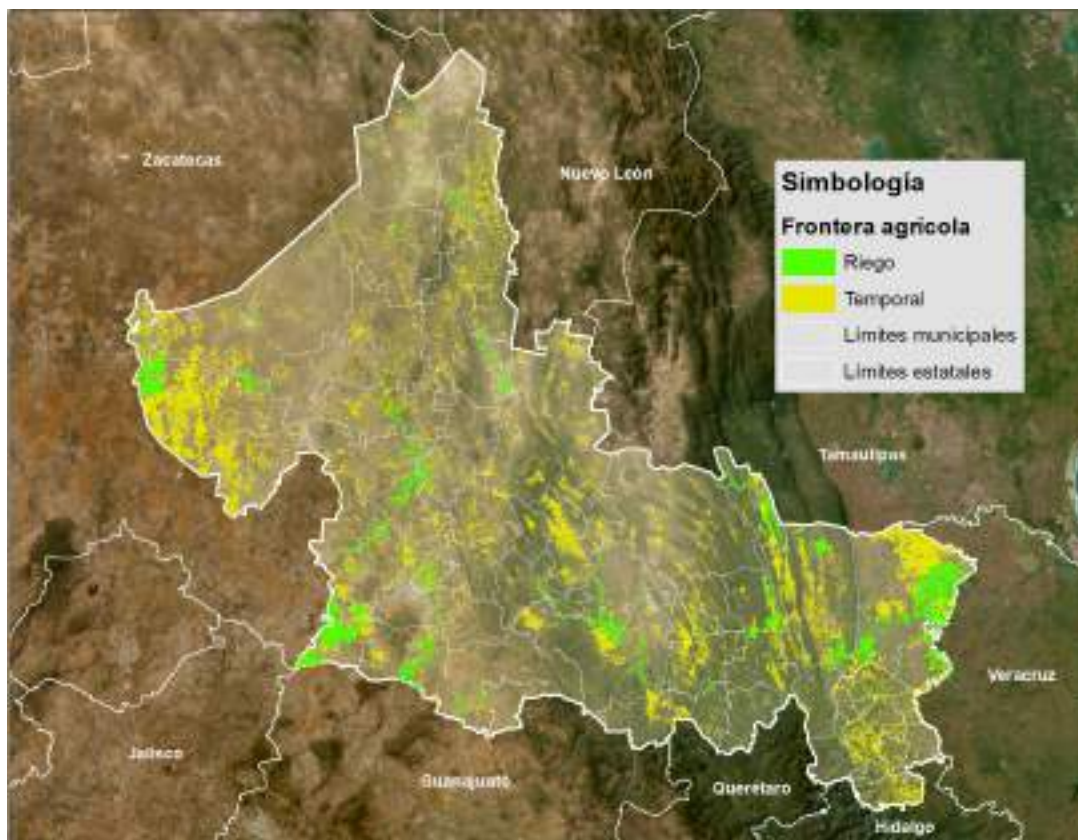 Zacatecas
Nuevo León
Simbología
Frontera agrícola
Riego
Temporal
Límites municipales
Límites estatales
Tamaulipas
Veracruz
Jalisco
Guanajuato
Querétaro
Hidalgo